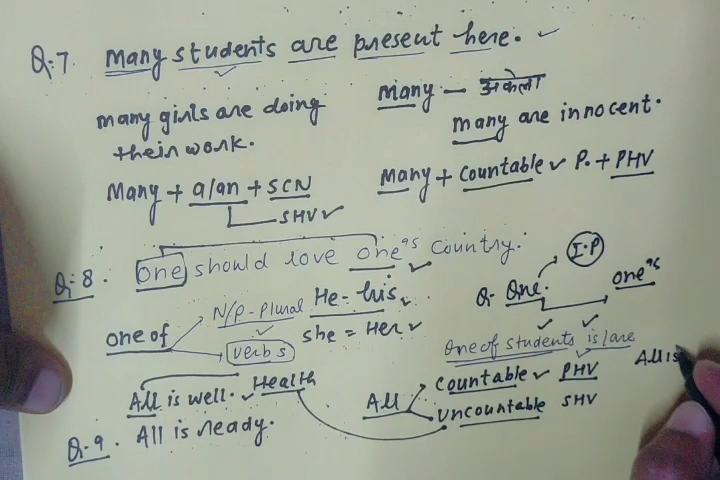 Q.7 Many students are present here.
many girls are doing
their work.
many — अकेला
many are innocent.
Many + a/an + SCN
SHV
Many + Countable P. + PHV
Q.8. One should love one's Country.
one of
N/P - Plural
verb s
He - his
she = Her
Q - One.
I.P
one's
One of students is/are
All is well. Health
All
Countable PHV
Uncountable SHV
All is
Q.9. All is ready.